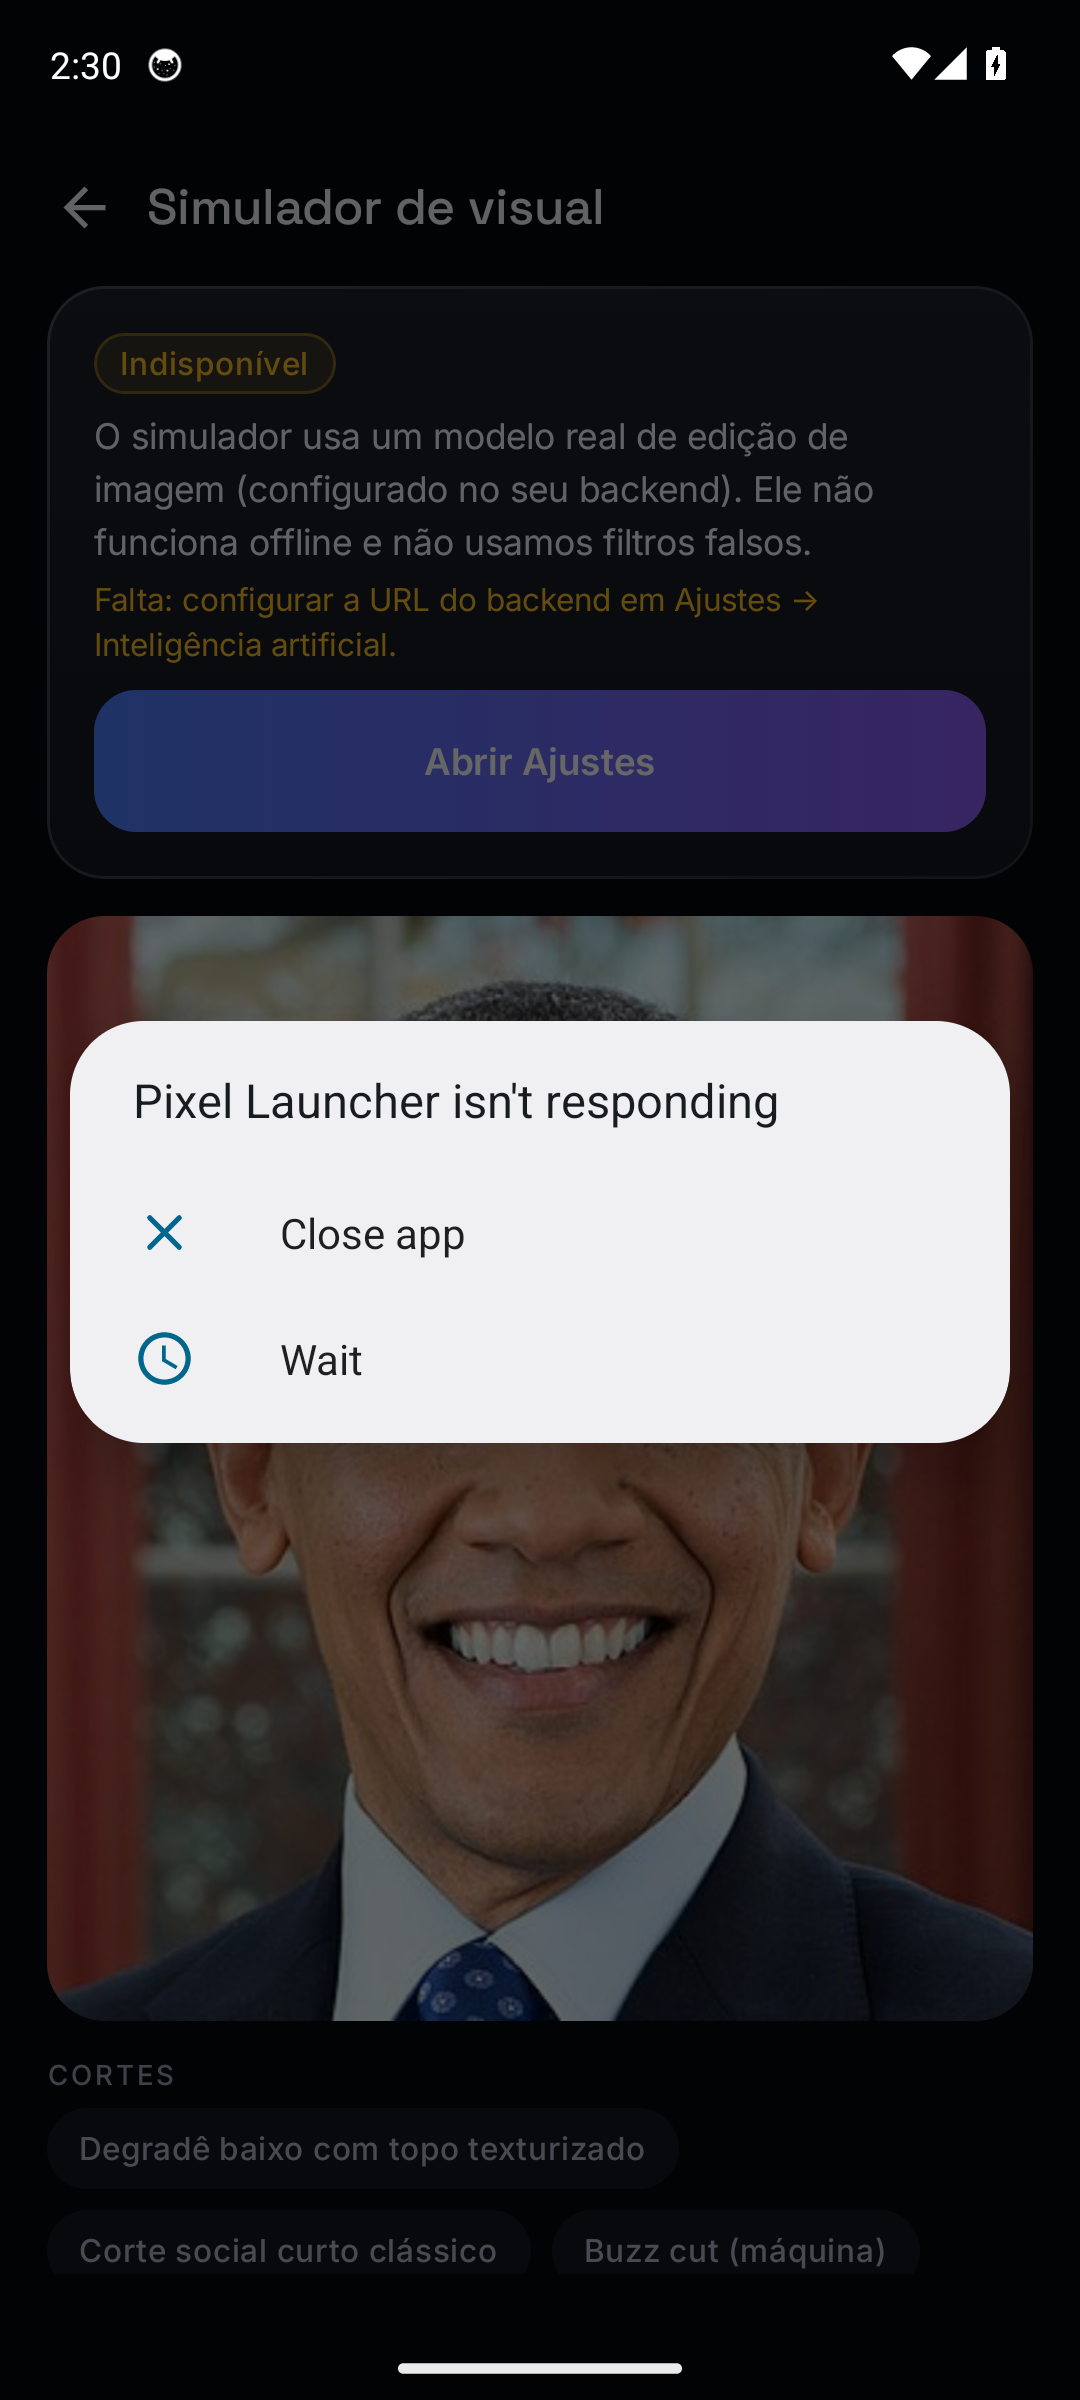 2:30
Simulador de visual
Indisponível
O simulador usa um modelo real de edição de
imagem (configurado no seu backend). Ele não
funciona offline e não usamos filtros falsos.
Falta: configurar a URL do backend em Ajustes →
Inteligência artificial.
Abrir Ajustes
Pixel Launcher isn't responding
Close app
Wait
CORTES
Degradê baixo com topo texturizado
Corte social curto clássico
Buzz cut (máquina)